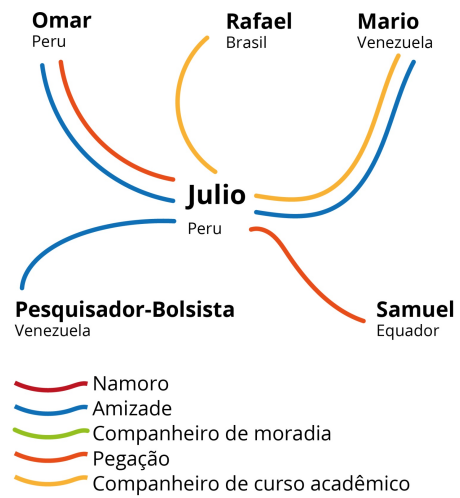 Omar
Peru
Rafael
Brasil
Mario
Venezuela
Julio
Peru
Pesquisador-Bolsista
Venezuela
Samuel
Equador
Namoro
Amizade
Companheiro de moradia
Pegação
Companheiro de curso acadêmico